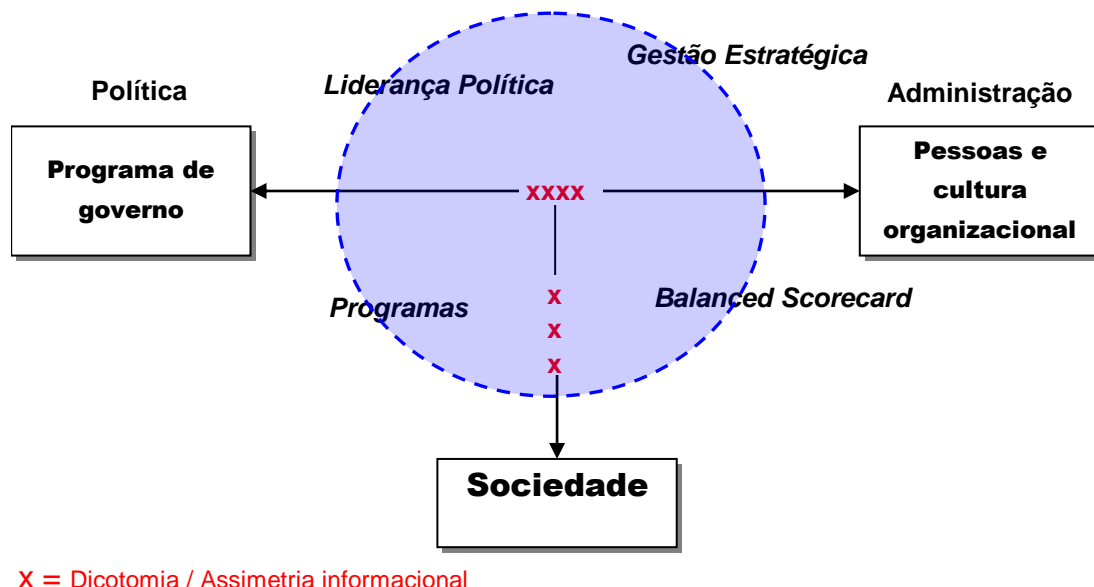 Gestão Estratégica
Liderança Política
Política
Administração
Programa de
governo
xxxx
Pessoas e
cultura
organizacional
Programas
Balanced Scorecard
x
x
x
Sociedade
x = Dicotomia / Assimetria informacional